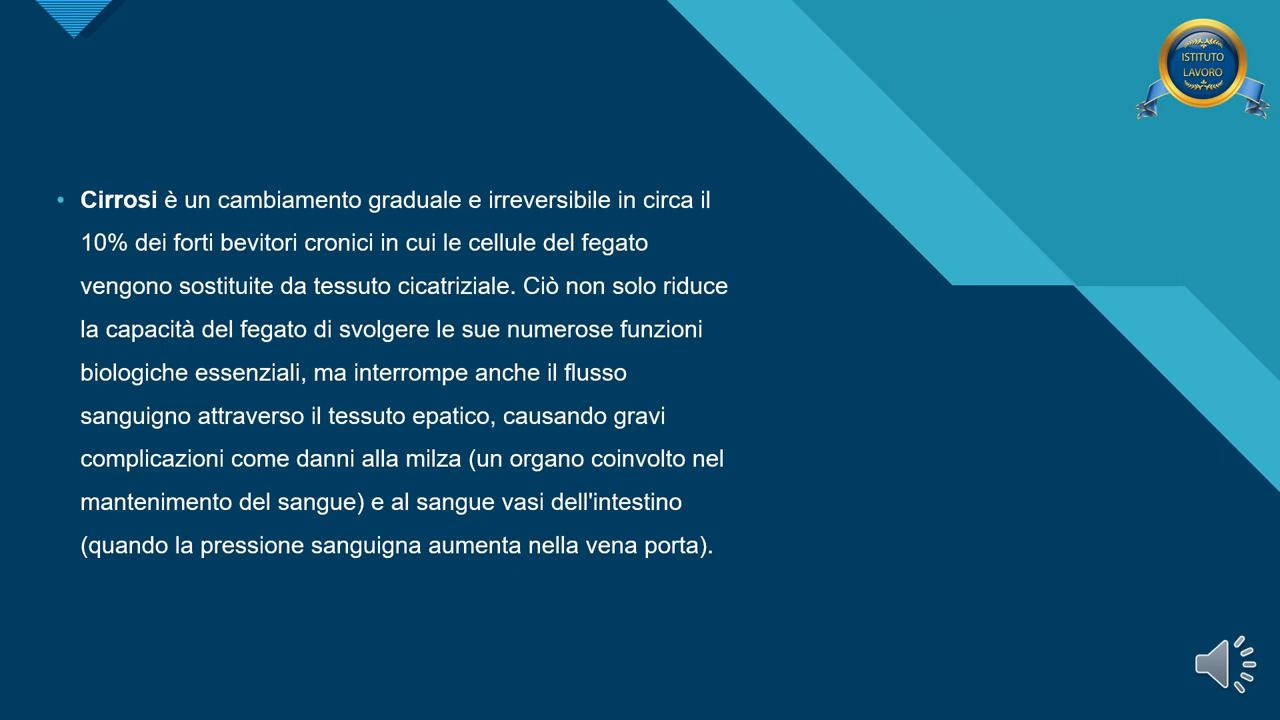 ISTITUTO
LAVORO
• Cirrosi è un cambiamento graduale e irreversibile in circa il
10% dei forti bevitori cronici in cui le cellule del fegato
vengono sostituite da tessuto cicatriziale. Ciò non solo riduce
la capacità del fegato di svolgere le sue numerose funzioni
biologiche essenziali, ma interrompe anche il flusso
sanguigno attraverso il tessuto epatico, causando gravi
complicazioni come danni alla milza (un organo coinvolto nel
mantenimento del sangue) e al sangue vasi dell'intestino
(quando la pressione sanguigna aumenta nella vena porta).